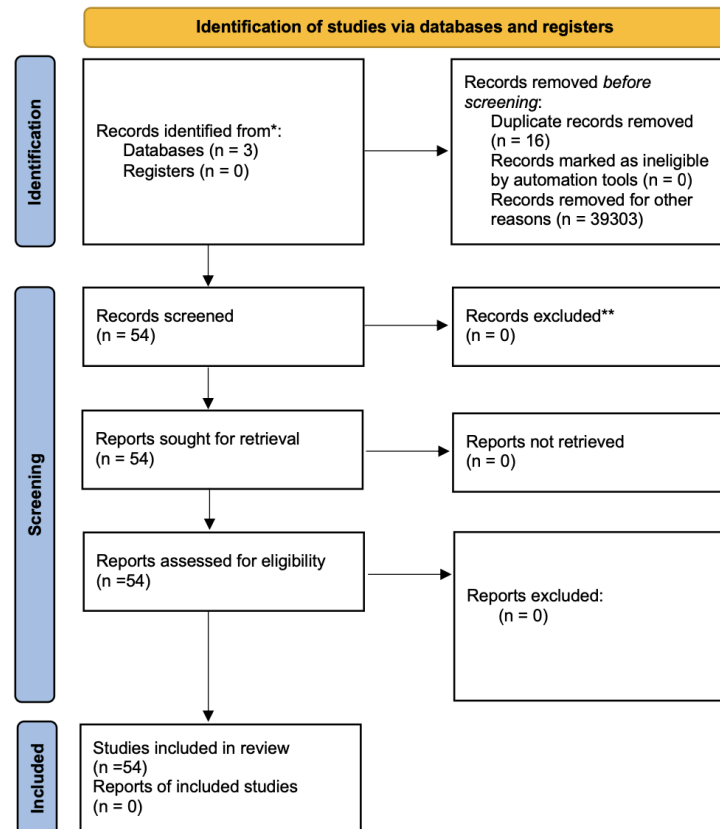 Identification of studies via databases and registers
Identification
Records identified from*:
Databases (n = 3)
Registers (n = 0)
Records removed before
screening:
Duplicate records removed
(n = 16)
Records marked as ineligible
by automation tools (n = 0)
Records removed for other
reasons (n = 39303)
Screening
Records screened
(n = 54)
Records excluded**
(n = 0)
Reports sought for retrieval
(n = 54)
Reports not retrieved
(n = 0)
Reports assessed for eligibility
(n =54)
Reports excluded:
(n = 0)
Included
Studies included in review
(n =54)
Reports of included studies
(n = 0)